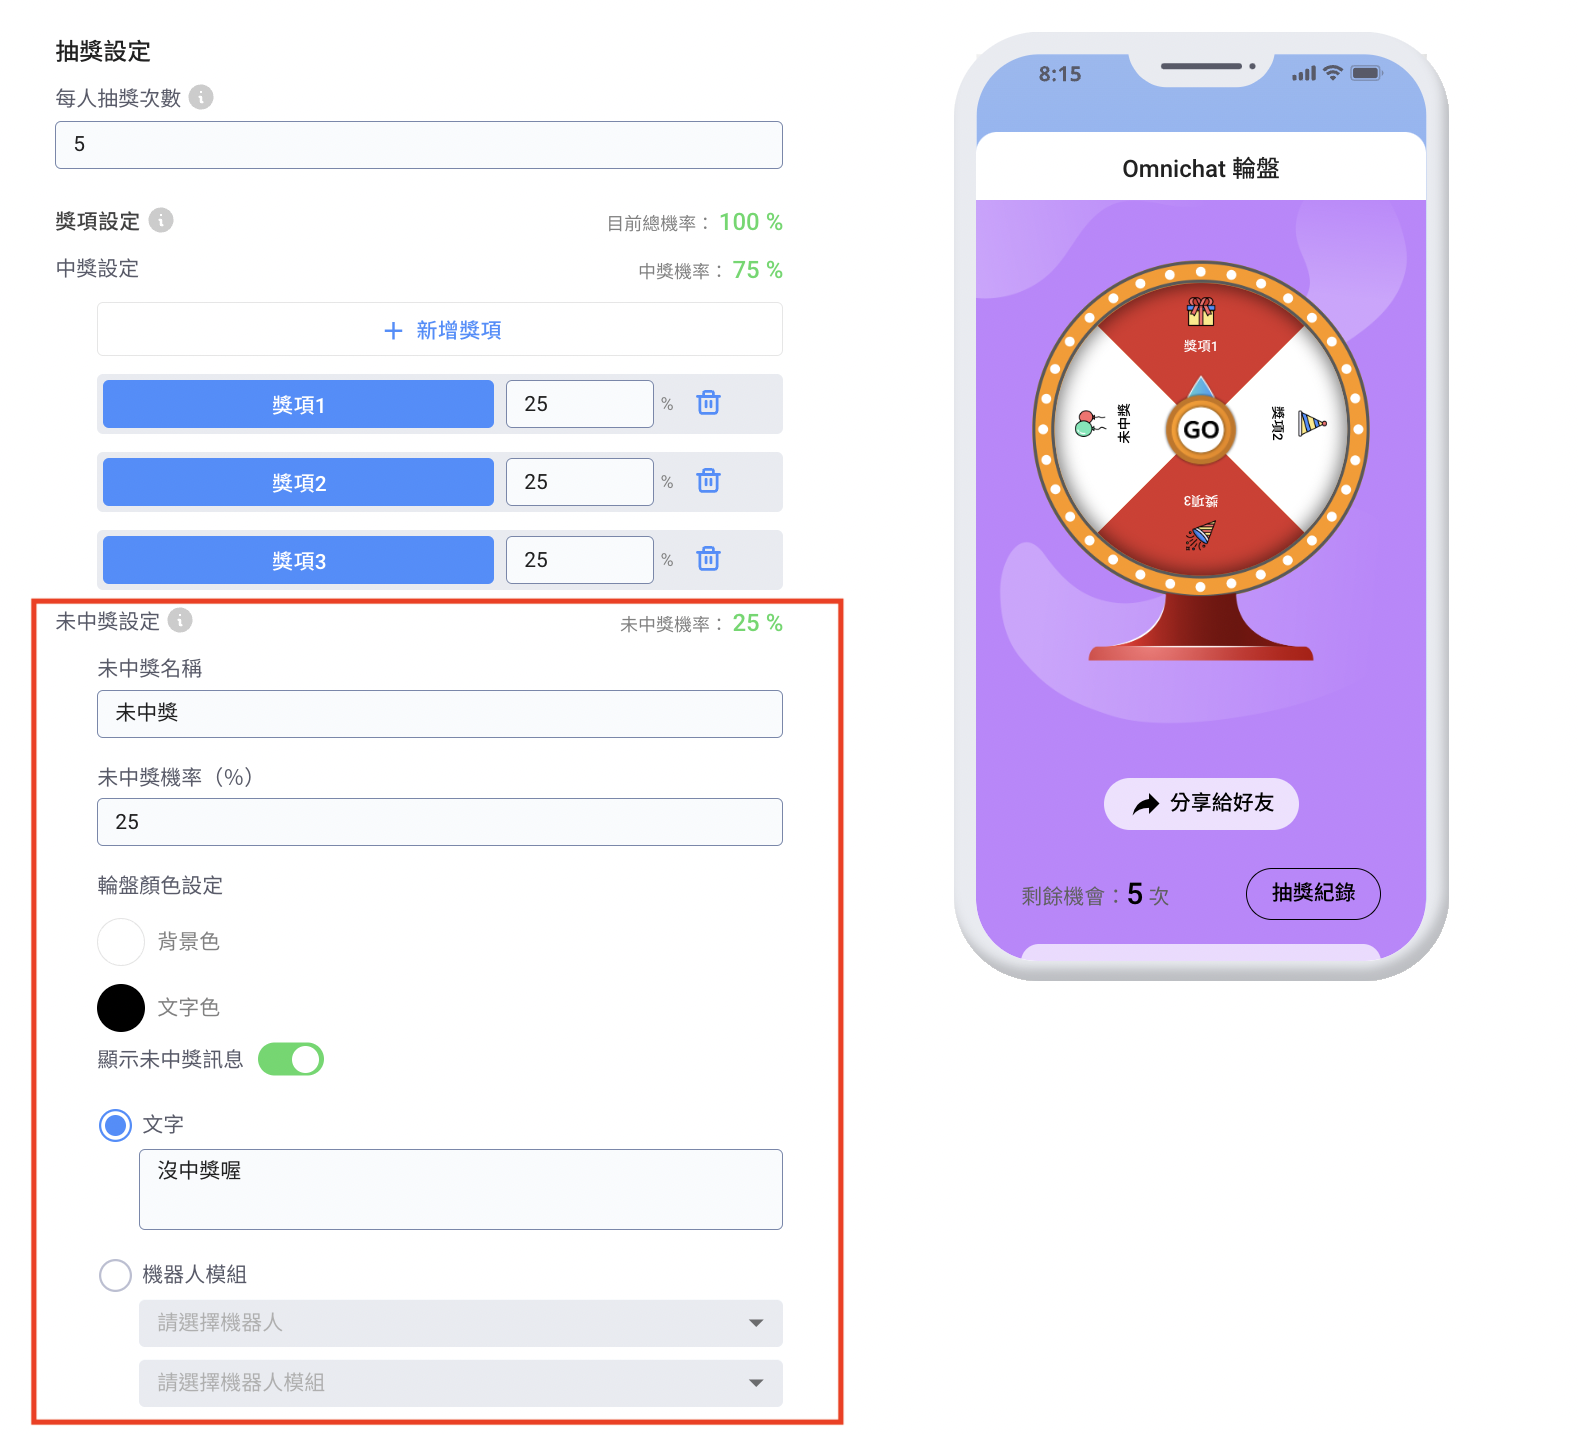 抽獎設定
每人抽獎次數
5
獎項設定
目前總機率： 100 %
中獎設定
中獎機率： 75 %
+ 新增獎項
獎項1
25
%
獎項2
25
%
獎項3
25
%
未中獎設定
未中獎機率： 25 %
未中獎名稱
未中獎
未中獎機率（%）
25
輪盤顏色設定
背景色
文字色
顯示未中獎訊息
文字
沒中獎喔
機器人模組
請選擇機器人
請選擇機器人模組
8:15
Omnichat 輪盤
獎項1
未中獎
GO
獎項2
獎項3
分享給好友
剩餘機會：5 次
抽獎紀錄